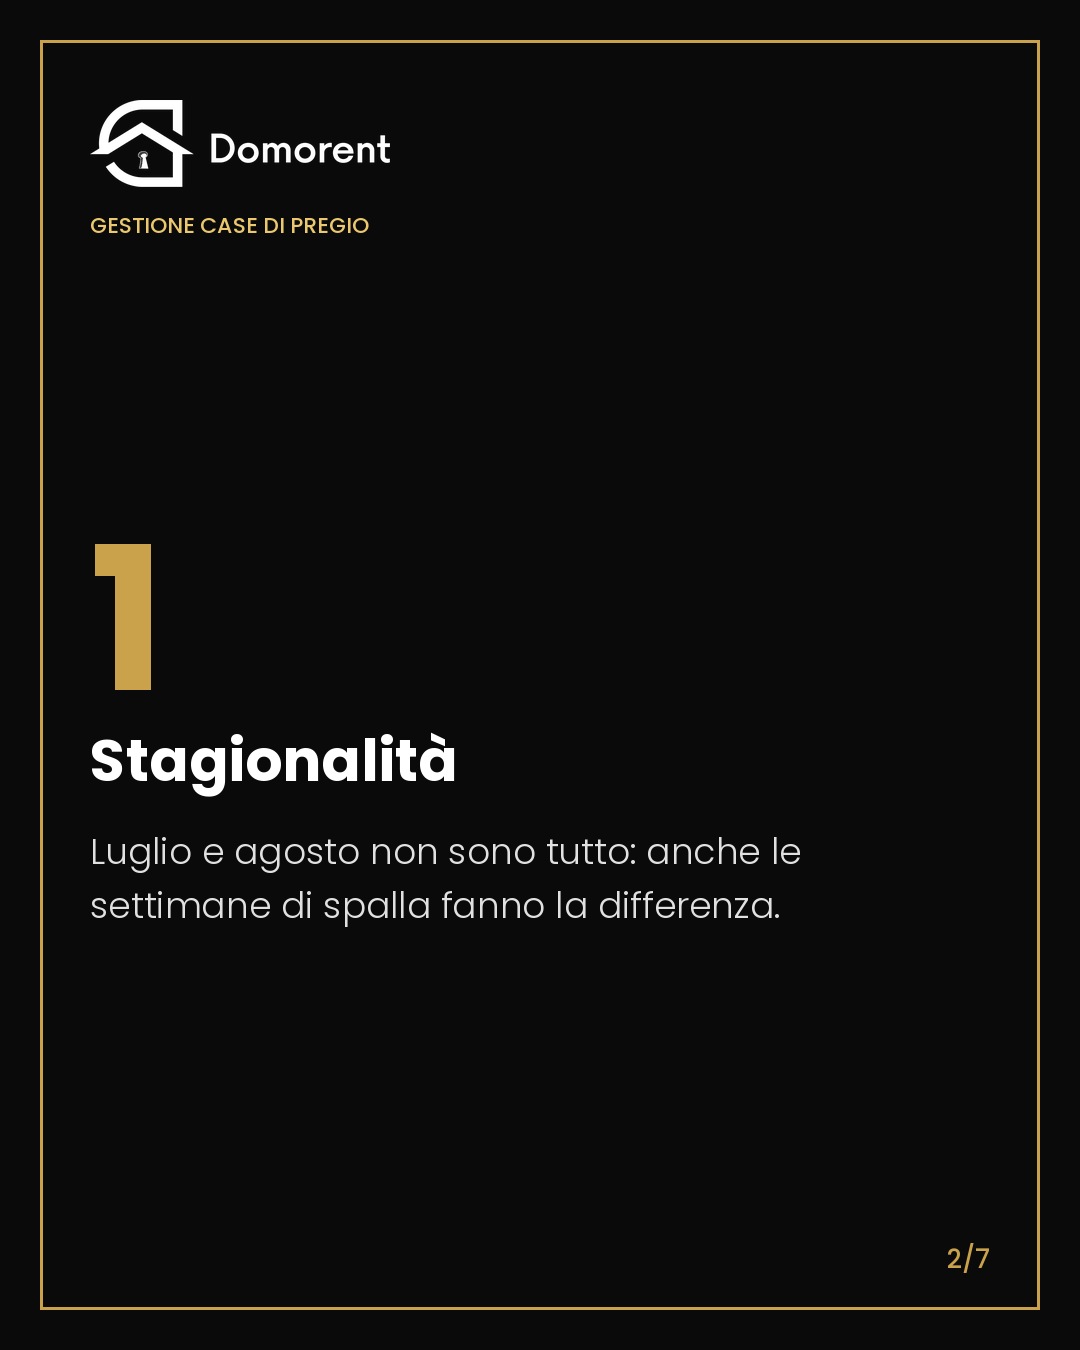 Domorent
GESTIONE CASE DI PREGIO
1
Stagionalità
Luglio e agosto non sono tutto: anche le
settimane di spalla fanno la differenza.
2/7